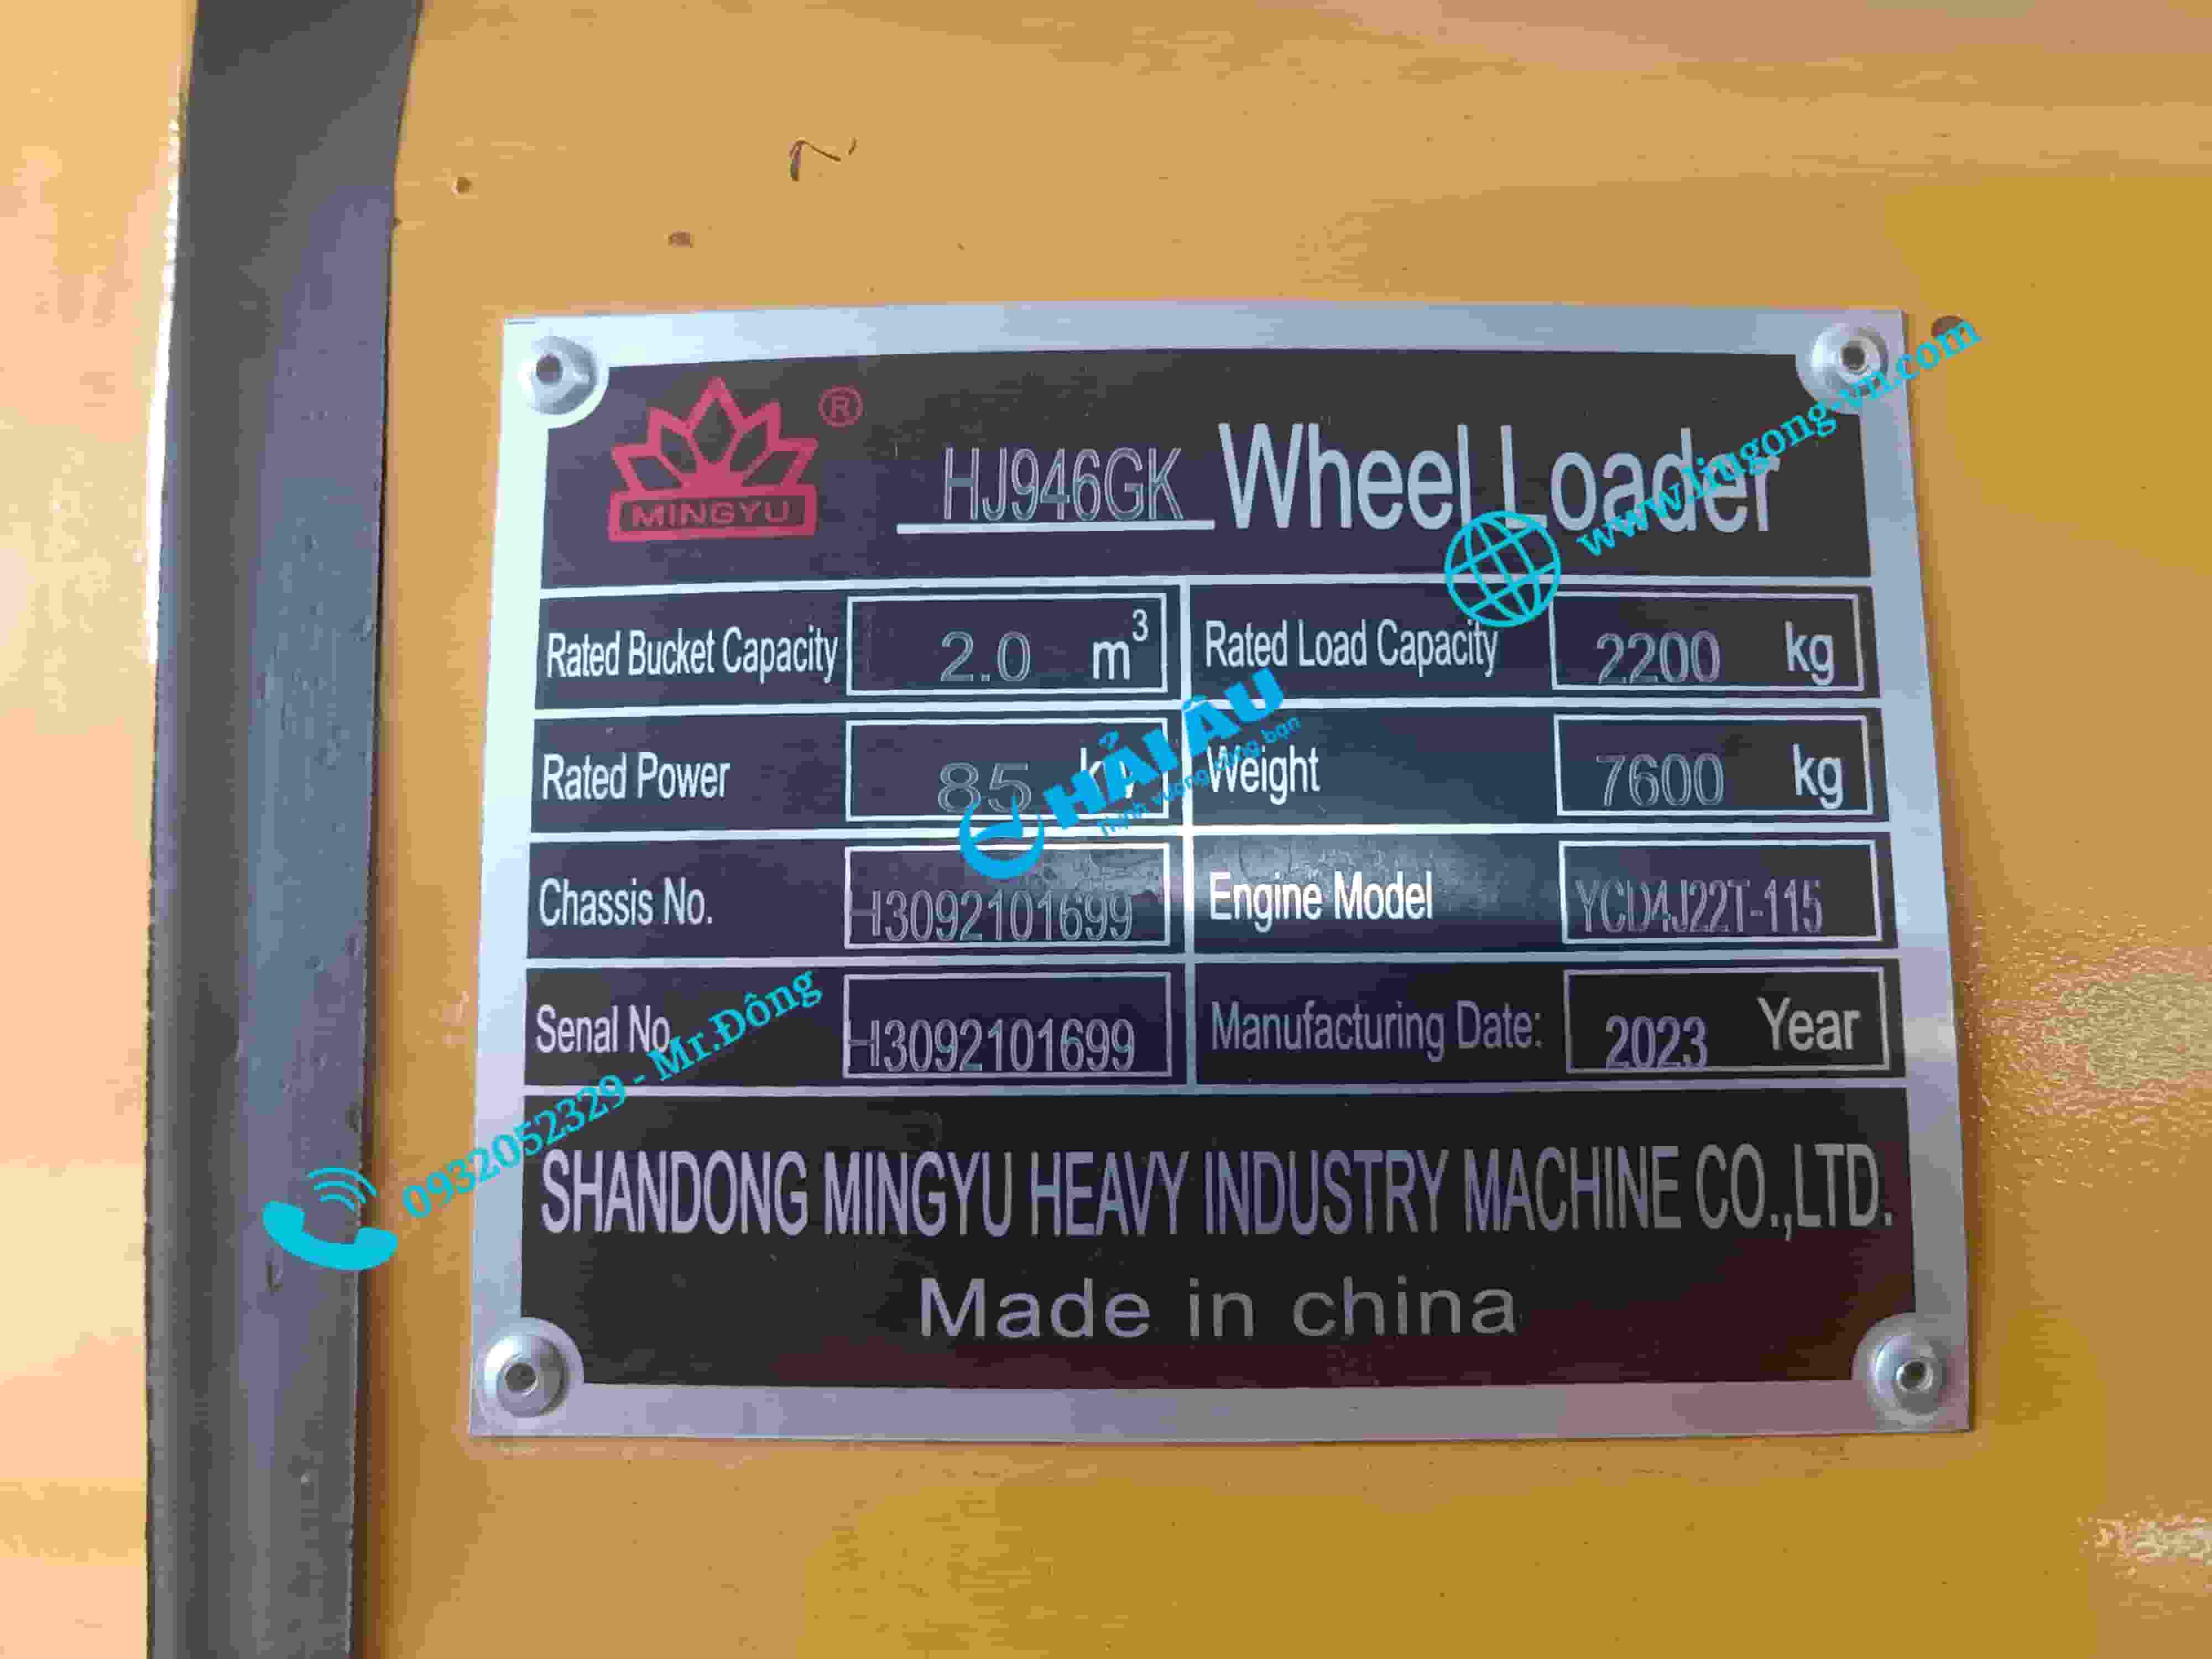 ®
MINGYU
HJ946GK Wheel Loader
www.liugong-vn.com
Rated Bucket Capacity 2.0 m³ Rated Load Capacity 2200 kg
HẢI ÂU
Rated Power 85 Weight 7600 kg
Chassis No. H3092101699 Engine Model YCD4J22T-115
Senal No. H3092101699 Manufacturing Date: 2023 Year
0932052329 - Mr.Đông
SHANDONG MINGYU HEAVY INDUSTRY MACHINE CO.,LTD.
Made in china